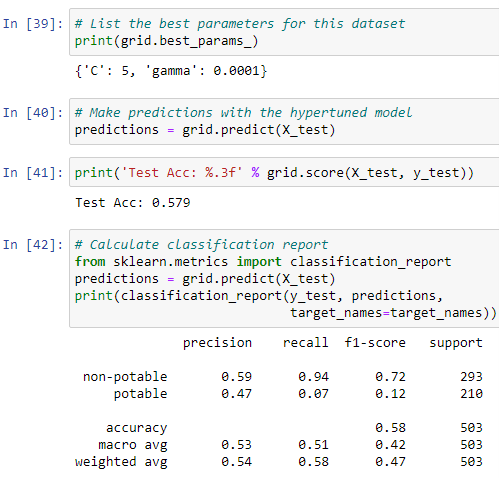 In [39]: # List the best parameters for this dataset
print(grid.best_params_)
{'C': 5, 'gamma': 0.0001}
In [40]: # Make predictions with the hypertuned model
predictions = grid.predict(X_test)
In [41]: print('Test Acc: %.3f' % grid.score(X_test, y_test))
Test Acc: 0.579
In [42]: # Calculate classification report
from sklearn.metrics import classification_report
predictions = grid.predict(X_test)
print(classification_report(y_test, predictions,
target_names=target_names))
precision recall f1-score support
non-potable 0.59 0.94 0.72 293
potable 0.47 0.07 0.12 210
accuracy 0.58 503
macro avg 0.53 0.51 0.42 503
weighted avg 0.54 0.58 0.47 503